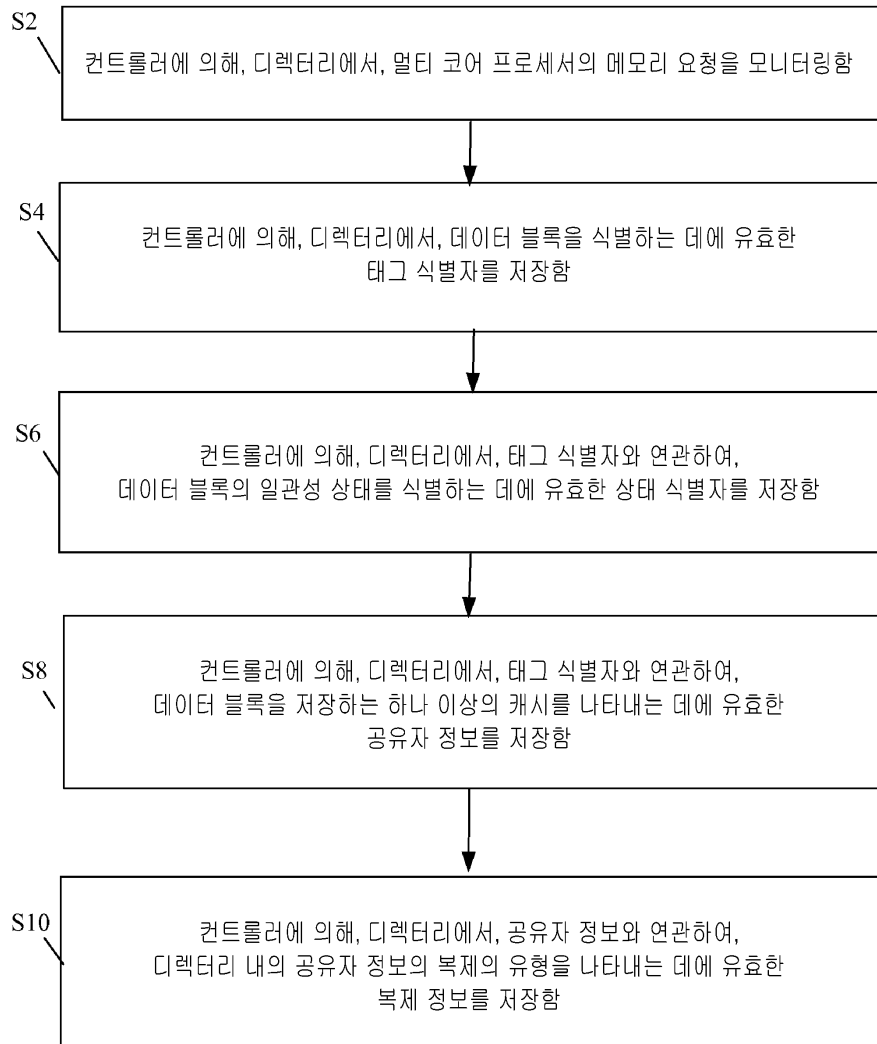 S2
컨트롤러에 의해, 디렉터리에서, 멀티 코어 프로세서의 메모리 요청을 모니터링함
S4
컨트롤러에 의해, 디렉터리에서, 데이터 블록을 식별하는 데에 유효한
태그 식별자를 저장함
S6
컨트롤러에 의해, 디렉터리에서, 태그 식별자와 연관하여,
데이터 블록의 일관성 상태를 식별하는 데에 유효한 상태 식별자를 저장함
S8
컨트롤러에 의해, 디렉터리에서, 태그 식별자와 연관하여,
데이터 블록을 저장하는 하나 이상의 캐시를 나타내는 데에 유효한
공유자 정보를 저장함
S10
컨트롤러에 의해, 디렉터리에서, 공유자 정보와 연관하여,
디렉터리 내의 공유자 정보의 복제의 유형을 나타내는 데에 유효한
복제 정보를 저장함